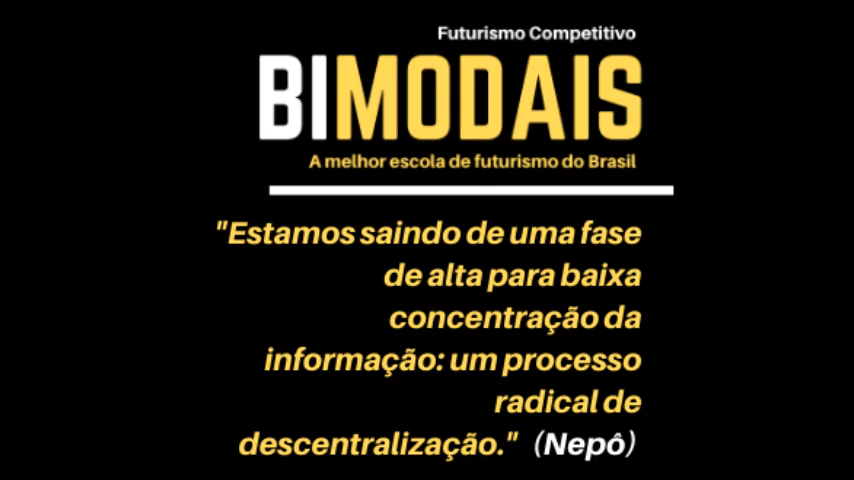 Futurismo Competitivo
BIMODAIS
A melhor escola de futurismo do Brasil
"Estamos saindo de uma fase
de alta para baixa
concentração da
informação: um processo
radical de
descentralização." (Nepô)